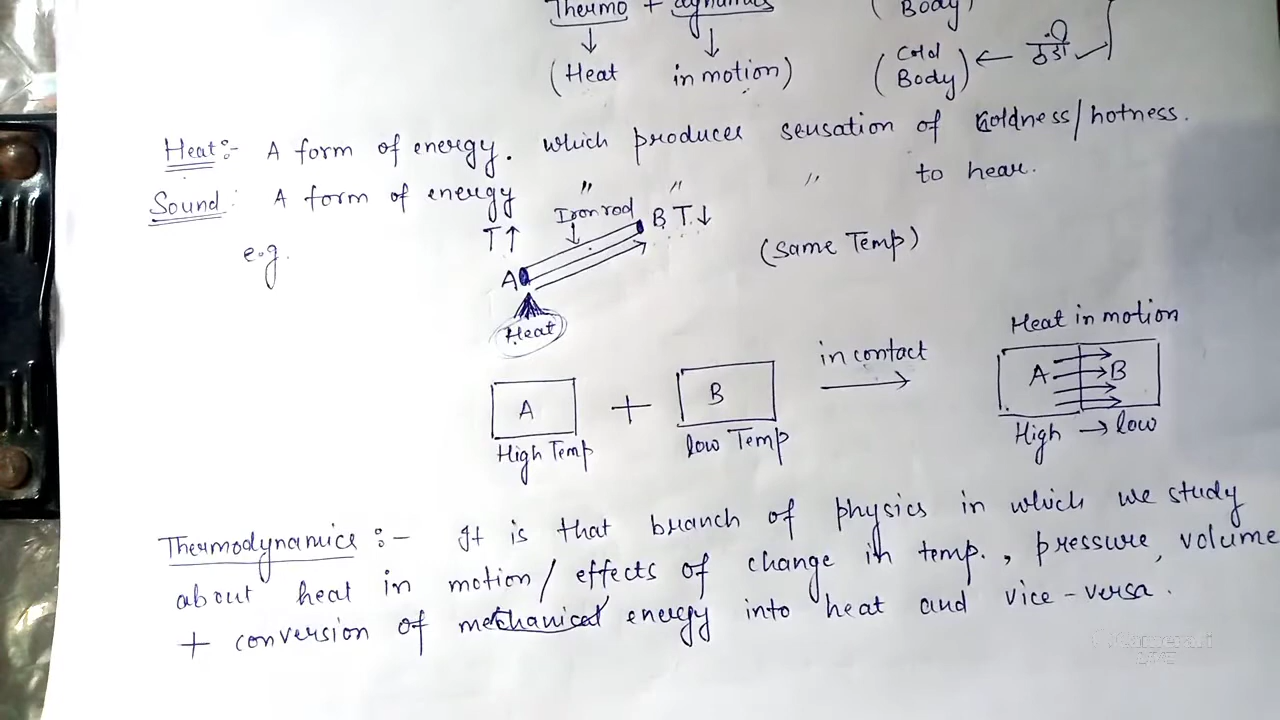 Thermo + dynamics
Body)
(Heat in motion)
(Cold Body) ← ठंडी
Heat:- A form of energy. which produces sensation of coldness/hotness.
Sound: A form of energy " " " to hear.
e.g.
T↑
Iron rod
B T↓
A
(same Temp)
Heat
Heat in motion
in contact
A + B
A → B
High Temp
low Temp
High → low
Thermodynamics :- It is that branch of physics in which we study
about heat in motion/effects of change in temp., pressure, volume
+ conversion of mechanical energy into heat and vice-versa.